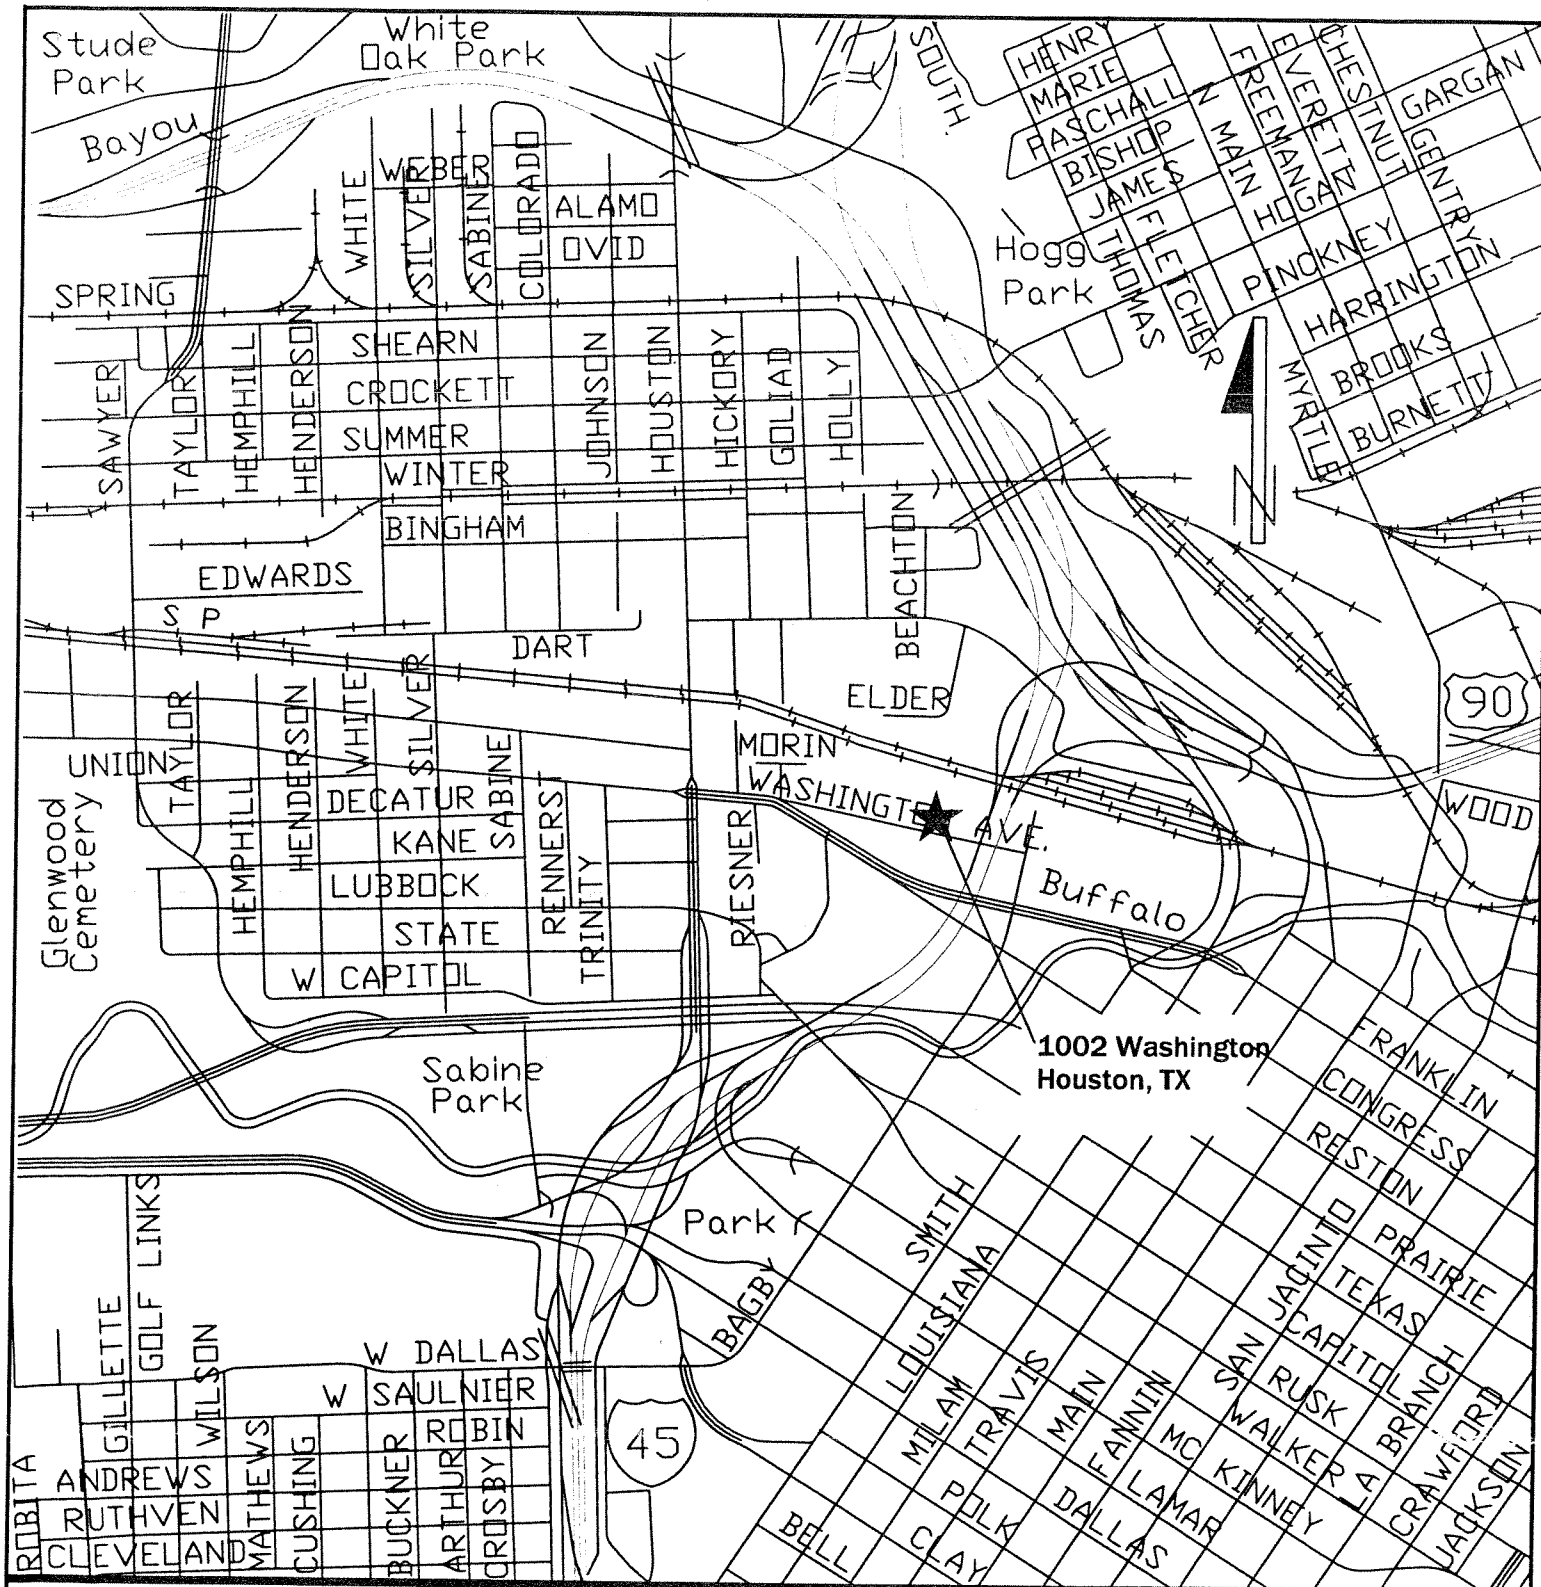 Stude
Park
White
Oak Park
Bayou
SOUTH.
HENRY
MARIE
PASCHALL
BISHOP
JAMES
THOMAS
FLETCHER
N MAIN
FREEMAN
EVERETT
CHESTNUT
GARGAN
GENTRY
HOGAN
PINCKNEY
HARRINGTON
BROOKS
BURNETT
MYRTLE
Hogg
Park
WEBER
WHITE
SILVER
SABINE
COLORADO
ALAMO
OVID
SPRING
SHEARN
CROCKETT
SUMMER
WINTER
BINGHAM
SAWYER
TAYLOR
HEMPHILL
HENDERSON
JOHNSON
HOUSTON
HICKORY
GOLIAD
HOLLY
BEACHTON
N
EDWARDS
S P
DART
ELDER
90
MORIN
WASHINGTON AVE.
WOOD
UNION
TAYLOR
HEMPHILL
HENDERSON
WHITE
SILVER
SABINE
DECATUR
KANE
LUBBOCK
STATE
W CAPITOL
RENNERST
TRINITY
RIESNER
Glenwood
Cemetery
Buffalo
1002 Washington
Houston, TX
Sabine
Park
Park
FRANKLIN
CONGRESS
RESTON
PRAIRIE
TEXAS
CAPITOL
RUSK
WALKER
MC KINNEY
LAMAR
DALLAS
POLK
CLAY
BELL
BAGBY
SMITH
LOUISIANA
MILAM
TRAVIS
MAIN
FANNIN
SAN JACINTO
LA BRANCH
CRAWFORD
JACKSON
GILLETTE
GOLF LINKS
WILSON
W DALLAS
W SAULNIER
ROBIN
ANDREWS
RUTHVEN
CLEVELAND
ROBITA
MATHEWS
CUSHING
BUCKNER
ARTHUR
CROSBY
45